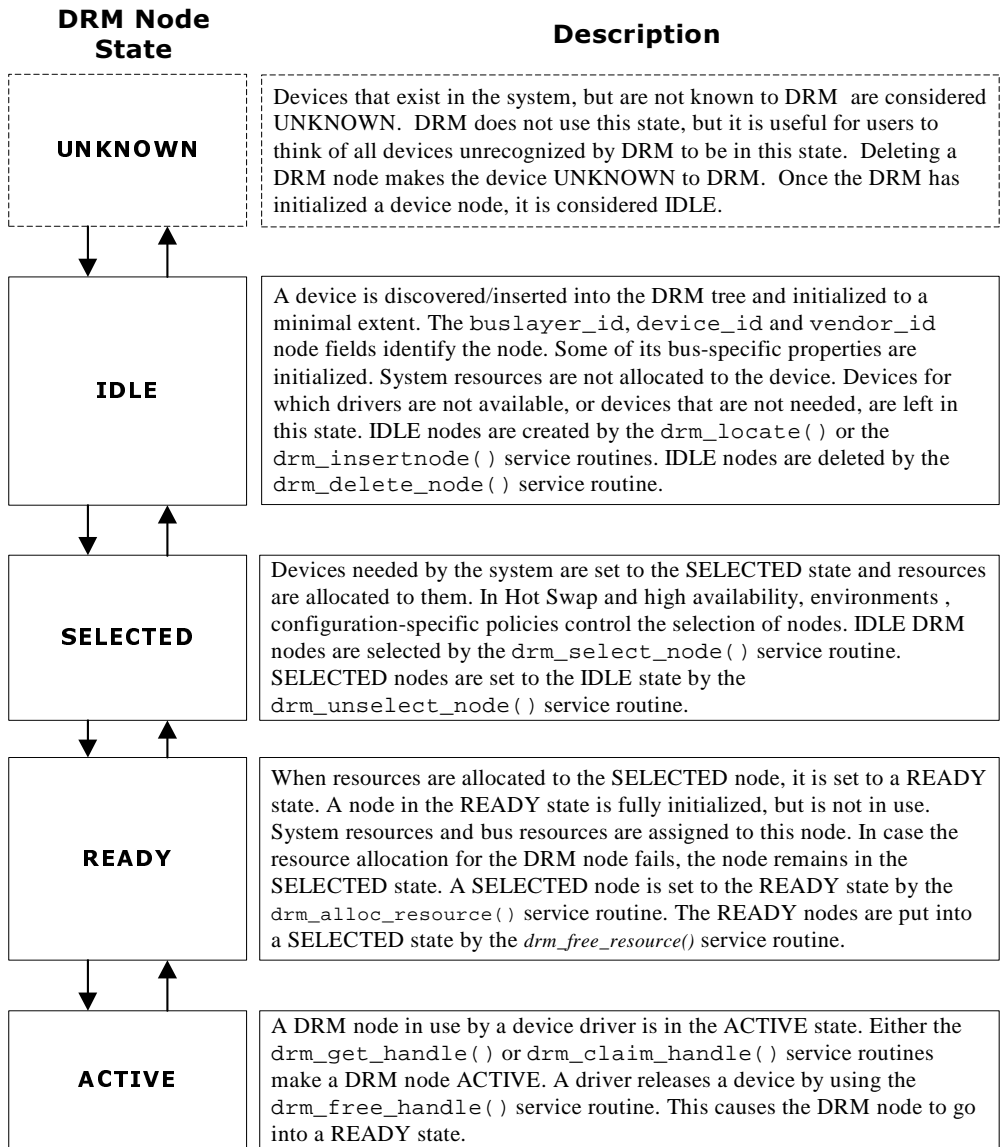 DRM Node
State
Description
UNKNOWN
Devices that exist in the system, but are not known to DRM are considered
UNKNOWN. DRM does not use this state, but it is useful for users to
think of all devices unrecognized by DRM to be in this state. Deleting a
DRM node makes the device UNKNOWN to DRM. Once the DRM has
initialized a device node, it is considered IDLE.
IDLE
A device is discovered/inserted into the DRM tree and initialized to a
minimal extent. The buslayer_id, device_id and vendor_id
node fields identify the node. Some of its bus-specific properties are
initialized. System resources are not allocated to the device. Devices for
which drivers are not available, or devices that are not needed, are left in
this state. IDLE nodes are created by the drm_locate() or the
drm_insertnode() service routines. IDLE nodes are deleted by the
drm_delete_node() service routine.
SELECTED
Devices needed by the system are set to the SELECTED state and resources
are allocated to them. In Hot Swap and high availability, environments ,
configuration-specific policies control the selection of nodes. IDLE DRM
nodes are selected by the drm_select_node() service routine.
SELECTED nodes are set to the IDLE state by the
drm_unselect_node() service routine.
READY
When resources are allocated to the SELECTED node, it is set to a READY
state. A node in the READY state is fully initialized, but is not in use.
System resources and bus resources are assigned to this node. In case the
resource allocation for the DRM node fails, the node remains in the
SELECTED state. A SELECTED node is set to the READY state by the
drm_alloc_resource() service routine. The READY nodes are put into
a SELECTED state by the drm_free_resource() service routine.
ACTIVE
A DRM node in use by a device driver is in the ACTIVE state. Either the
drm_get_handle() or drm_claim_handle() service routines
make a DRM node ACTIVE. A driver releases a device by using the
drm_free_handle() service routine. This causes the DRM node to go
into a READY state.